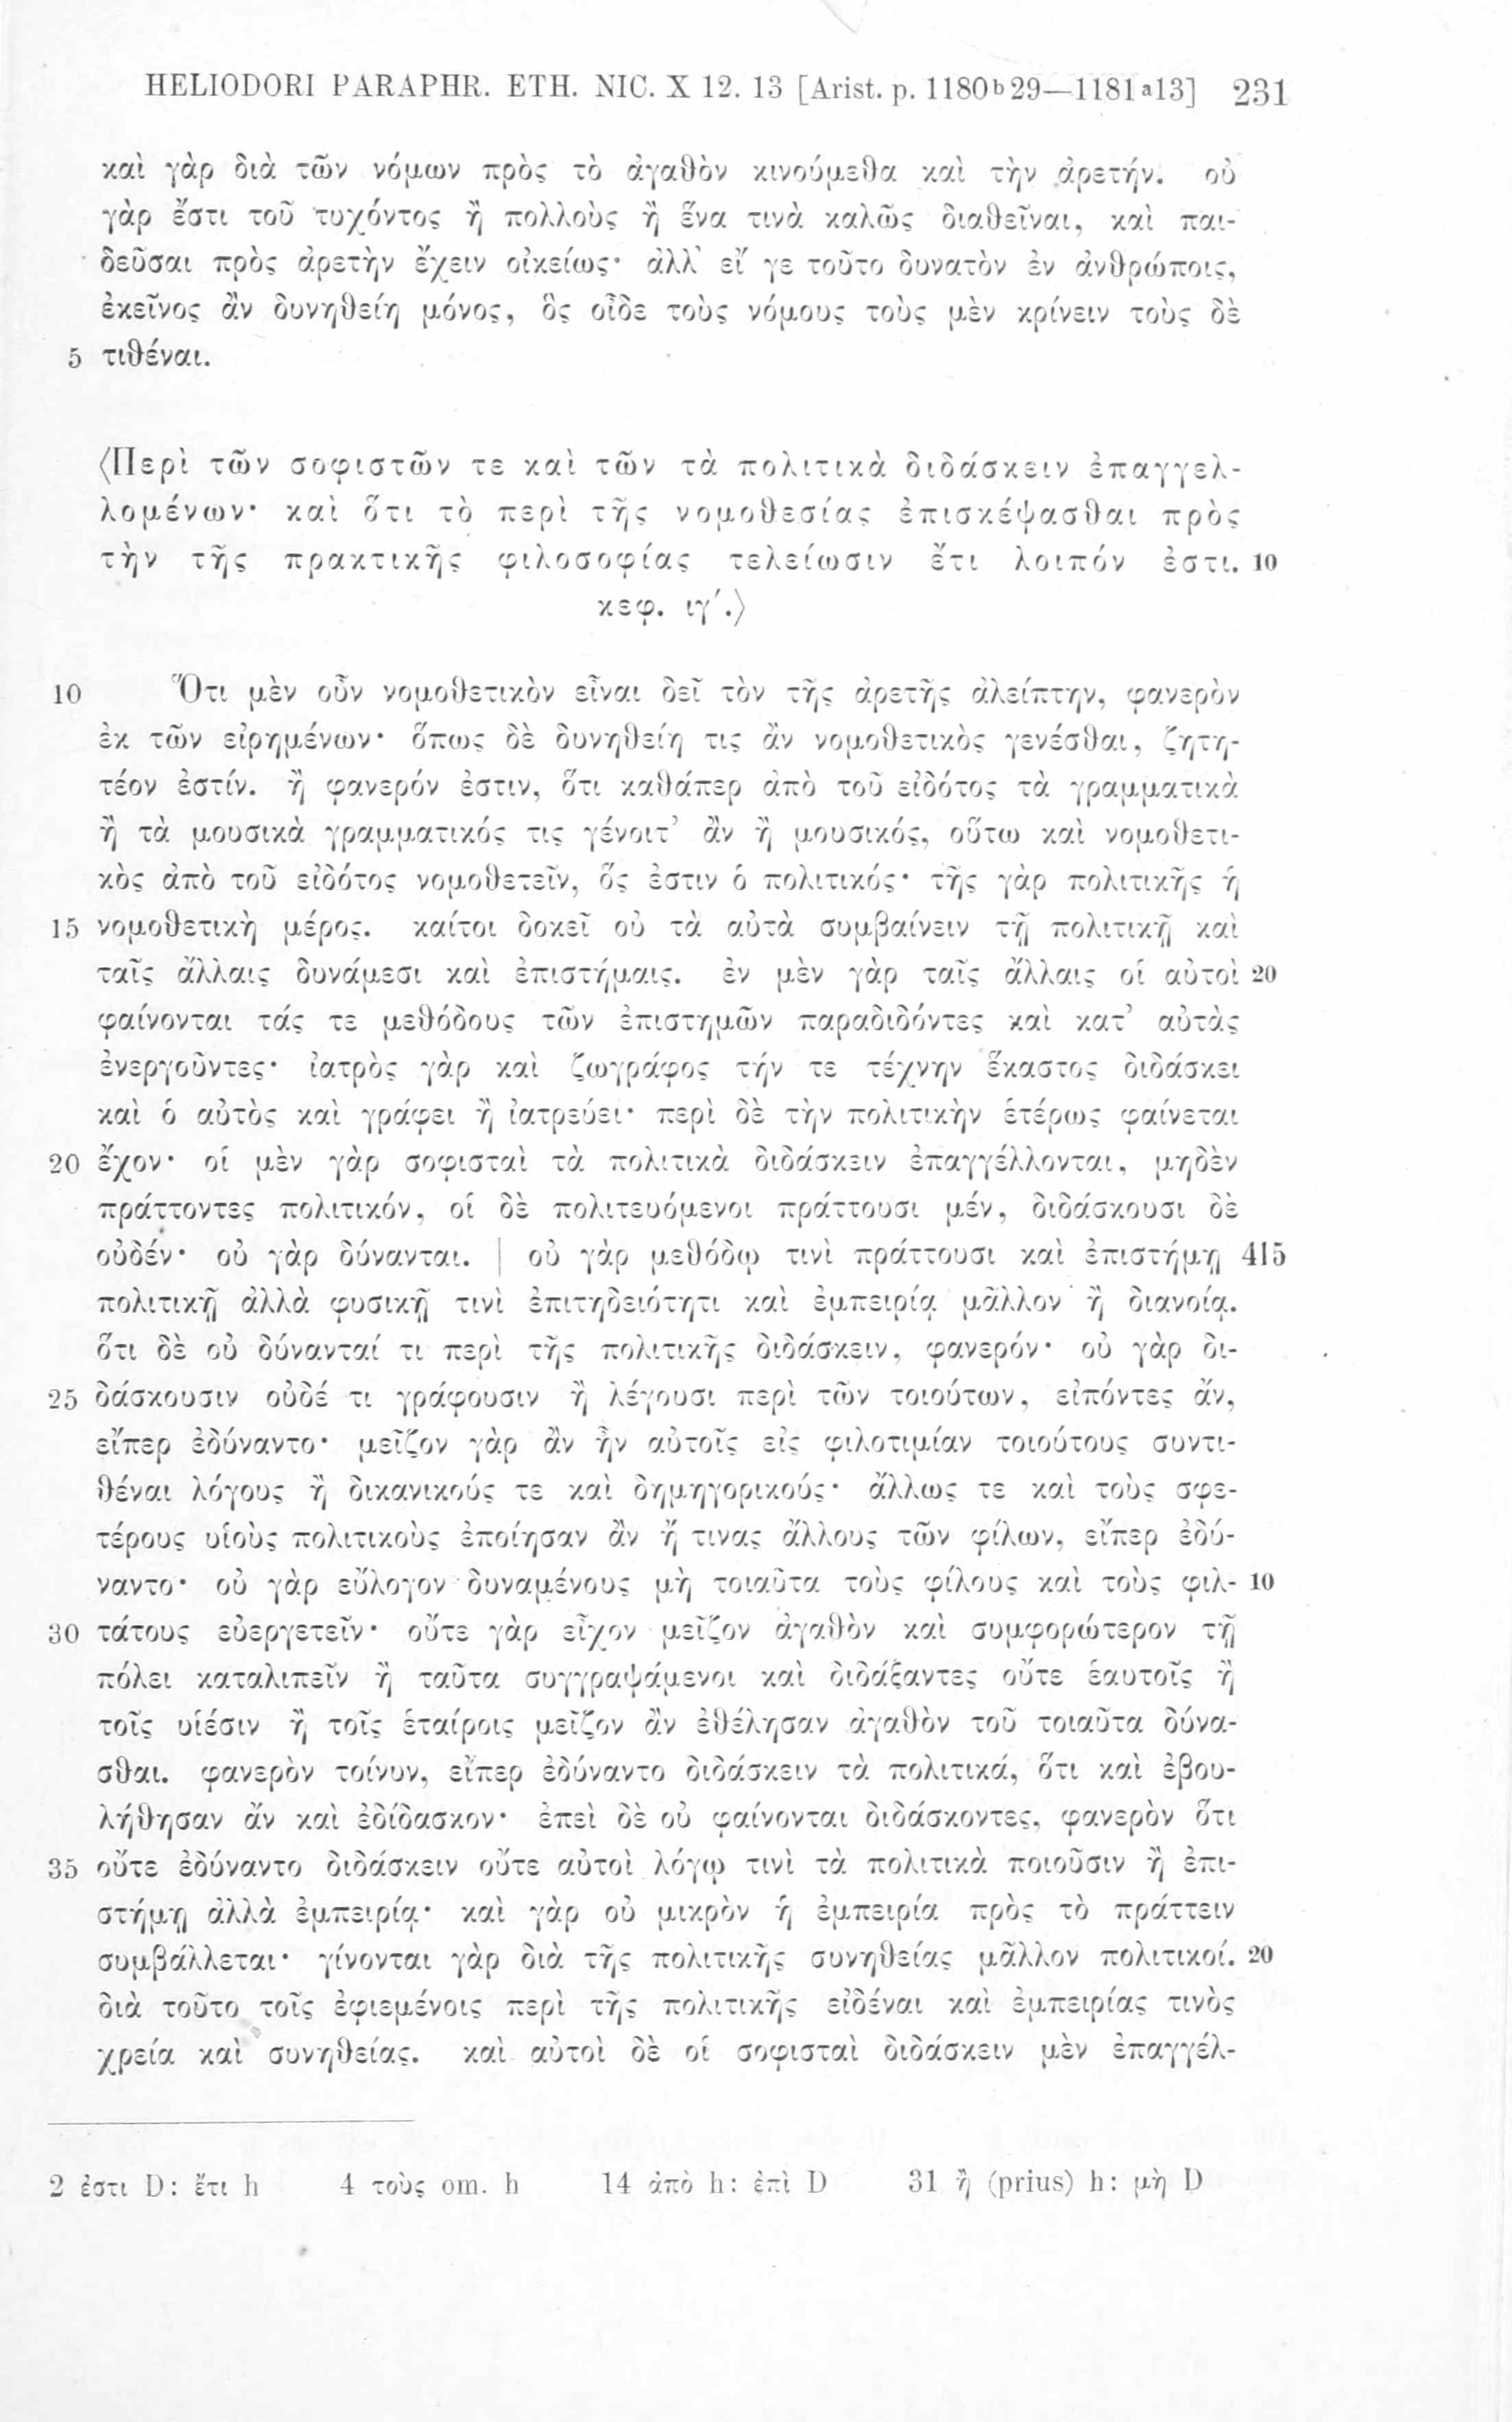 HELIODORI PARAPHR. ETH. NIC. X 12. 13 [Arist. p. 1180b29—1181a13] 231
καὶ γὰρ διὰ τῶν νόμων πρὸς τὸ ἀγαθὸν κινούμεθα καὶ τὴν ἀρετήν. οὐ
γὰρ ἔστι τοῦ τυχόντος ἢ πολλοὺς ἢ ἕνα τινὰ καλῶς διαθεῖναι, καὶ παι-
δεῦσαι πρὸς ἀρετὴν ἔχειν οἰκείως· ἀλλ' εἴ γε τοῦτο δυνατὸν ἐν ἀνθρώποις,
ἐκεῖνος ἂν δυνηθείη μόνος, ὃς οἶδε τοὺς νόμους τοὺς μὲν κρίνειν τοὺς δὲ
5 τιθέναι.
⟨Περὶ τῶν σοφιστῶν τε καὶ τῶν τὰ πολιτικὰ διδάσκειν ἐπαγγελ-
λομένων· καὶ ὅτι τὸ περὶ τῆς νομοθεσίας ἐπισκέψασθαι πρὸς
τὴν τῆς πρακτικῆς φιλοσοφίας τελείωσιν ἔτι λοιπόν ἐστι. 10
κεφ. ιγ΄.⟩
10 Ὅτι μὲν οὖν νομοθετικὸν εἶναι δεῖ τὸν τῆς ἀρετῆς ἀλείπτην, φανερὸν
ἐκ τῶν εἰρημένων· ὅπως δὲ δυνηθείη τις ἂν νομοθετικὸς γενέσθαι, ζητη-
τέον ἐστίν. ἢ φανερόν ἐστιν, ὅτι καθάπερ ἀπὸ τοῦ εἰδότος τὰ γραμματικὰ
ἢ τὰ μουσικὰ γραμματικός τις γένοιτ' ἂν ἢ μουσικός, οὕτω καὶ νομοθετι-
κὸς ἀπὸ τοῦ εἰδότος νομοθετεῖν, ὅς ἐστιν ὁ πολιτικός· τῆς γὰρ πολιτικῆς ἡ
15 νομοθετικὴ μέρος. καίτοι δοκεῖ οὐ τὰ αὐτὰ συμβαίνειν τῇ πολιτικῇ καὶ
ταῖς ἄλλαις δυνάμεσι καὶ ἐπιστήμαις. ἐν μὲν γὰρ ταῖς ἄλλαις οἱ αὐτοὶ 20
φαίνονται τάς τε μεθόδους τῶν ἐπιστημῶν παραδιδόντες καὶ κατ' αὐτὰς
ἐνεργοῦντες· ἰατρὸς γὰρ καὶ ζωγράφος τήν τε τέχνην ἕκαστος διδάσκει
καὶ ὁ αὐτὸς καὶ γράφει ἢ ἰατρεύει· περὶ δὲ τὴν πολιτικὴν ἑτέρως φαίνεται
20 ἔχον· οἱ μὲν γὰρ σοφισταὶ τὰ πολιτικὰ διδάσκειν ἐπαγγέλλονται, μηδὲν
πράττοντες πολιτικόν, οἱ δὲ πολιτευόμενοι πράττουσι μέν, διδάσκουσι δὲ
οὐδέν· οὐ γὰρ δύνανται. | οὐ γὰρ μεθόδῳ τινὶ πράττουσι καὶ ἐπιστήμῃ 415
πολιτικῇ ἀλλὰ φυσικῇ τινὶ ἐπιτηδειότητι καὶ ἐμπειρίᾳ μᾶλλον ἢ διανοίᾳ.
ὅτι δὲ οὐ δύνανταί τι περὶ τῆς πολιτικῆς διδάσκειν, φανερόν· οὐ γὰρ δι-
25 δάσκουσιν οὐδέ τι γράφουσιν ἢ λέγουσι περὶ τῶν τοιούτων, εἰπόντες ἄν,
εἴπερ ἐδύναντο· μεῖζον γὰρ ἂν ἦν αὐτοῖς εἰς φιλοτιμίαν τοιούτους συντι-
θέναι λόγους ἢ δικανικούς τε καὶ δημηγορικούς· ἄλλως τε καὶ τοὺς σφε-
τέρους υἱοὺς πολιτικοὺς ἐποίησαν ἂν ἤ τινας ἄλλους τῶν φίλων, εἴπερ ἐδύ-
ναντο· οὐ γὰρ εὔλογον δυναμένους μὴ τοιαῦτα τοὺς φίλους καὶ τοὺς φιλ- 10
30 τάτους εὐεργετεῖν· οὔτε γὰρ εἶχον μεῖζον ἀγαθὸν καὶ συμφορώτερον τῇ
πόλει καταλιπεῖν ἢ ταῦτα συγγραψάμενοι καὶ διδάξαντες οὔτε ἑαυτοῖς ἢ
τοῖς υἱέσιν ἢ τοῖς ἑταίροις μεῖζον ἂν ἐθέλησαν ἀγαθὸν τοῦ τοιαῦτα δύνα-
σθαι. φανερὸν τοίνυν, εἴπερ ἐδύναντο διδάσκειν τὰ πολιτικά, ὅτι καὶ ἐβου-
λήθησαν ἄν καὶ ἐδίδασκον· ἐπεὶ δὲ οὐ φαίνονται διδάσκοντες, φανερὸν ὅτι
35 οὔτε ἐδύναντο διδάσκειν οὔτε αὐτοὶ λόγῳ τινὶ τὰ πολιτικὰ ποιοῦσιν ἢ ἐπι-
στήμῃ ἀλλὰ ἐμπειρίᾳ· καὶ γὰρ οὐ μικρὸν ἡ ἐμπειρία πρὸς τὸ πράττειν
συμβάλλεται· γίνονται γὰρ διὰ τῆς πολιτικῆς συνηθείας μᾶλλον πολιτικοί. 20
διὰ τοῦτο τοῖς ἐφιεμένοις περὶ τῆς πολιτικῆς εἰδέναι καὶ ἐμπειρίας τινὸς
χρεία καὶ συνηθείας. καὶ αὐτοὶ δὲ οἱ σοφισταὶ διδάσκειν μὲν ἐπαγγέλ-
2 ἐστι D: ἔτι h 4 τοὺς om. h 14 ἀπὸ h: ἐπὶ D 31 ἢ (prius) h: μὴ D